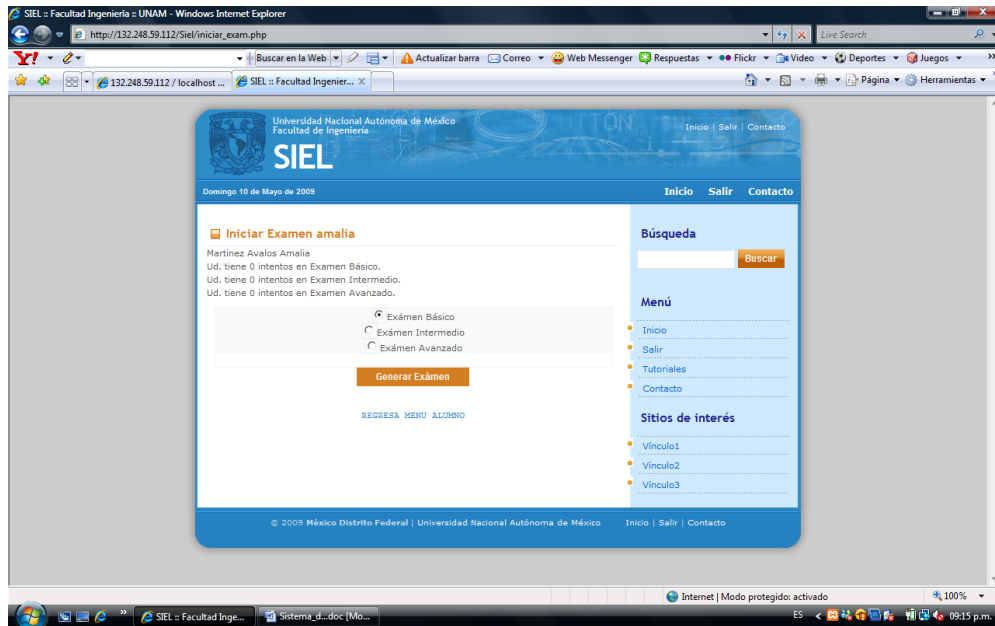 SIEL :: Facultad Ingeniería :: UNAM - Windows Internet Explorer
http://132.248.59.112/Siel/iniciar_exam.php
Live Search
Y! Buscar en la Web Actualizar barra Correo Web Messenger Respuestas Flickr Video Deportes Juegos
132.248.59.112 / localhost ... SIEL :: Facultad Ingenier... X Página Herramientas
Universidad Nacional Autónoma de México
Facultad de Ingeniería
SIEL
Inicio | Salir | Contacto
Domingo 10 de Mayo de 2009
Inicio Salir Contacto
Iniciar Examen amalia
Martinez Avalos Amalia
Ud. tiene 0 intentos en Examen Básico.
Ud. tiene 0 intentos en Examen Intermedio.
Ud. tiene 0 intentos en Examen Avanzado.
Exámen Básico
Exámen Intermedio
Exámen Avanzado
Generar Exámen
REGRESA MENU ALUMNO
Búsqueda
Buscar
Menú
Inicio
Salir
Tutoriales
Contacto
Sitios de interés
Vínculo1
Vínculo2
Vínculo3
© 2009 México Distrito Federal | Universidad Nacional Autónoma de México Inicio | Salir | Contacto
Internet | Modo protegido: activado 100%
SIEL :: Facultad Inge... Sistema_d...doc [Mo... ES 09:15 p.m.